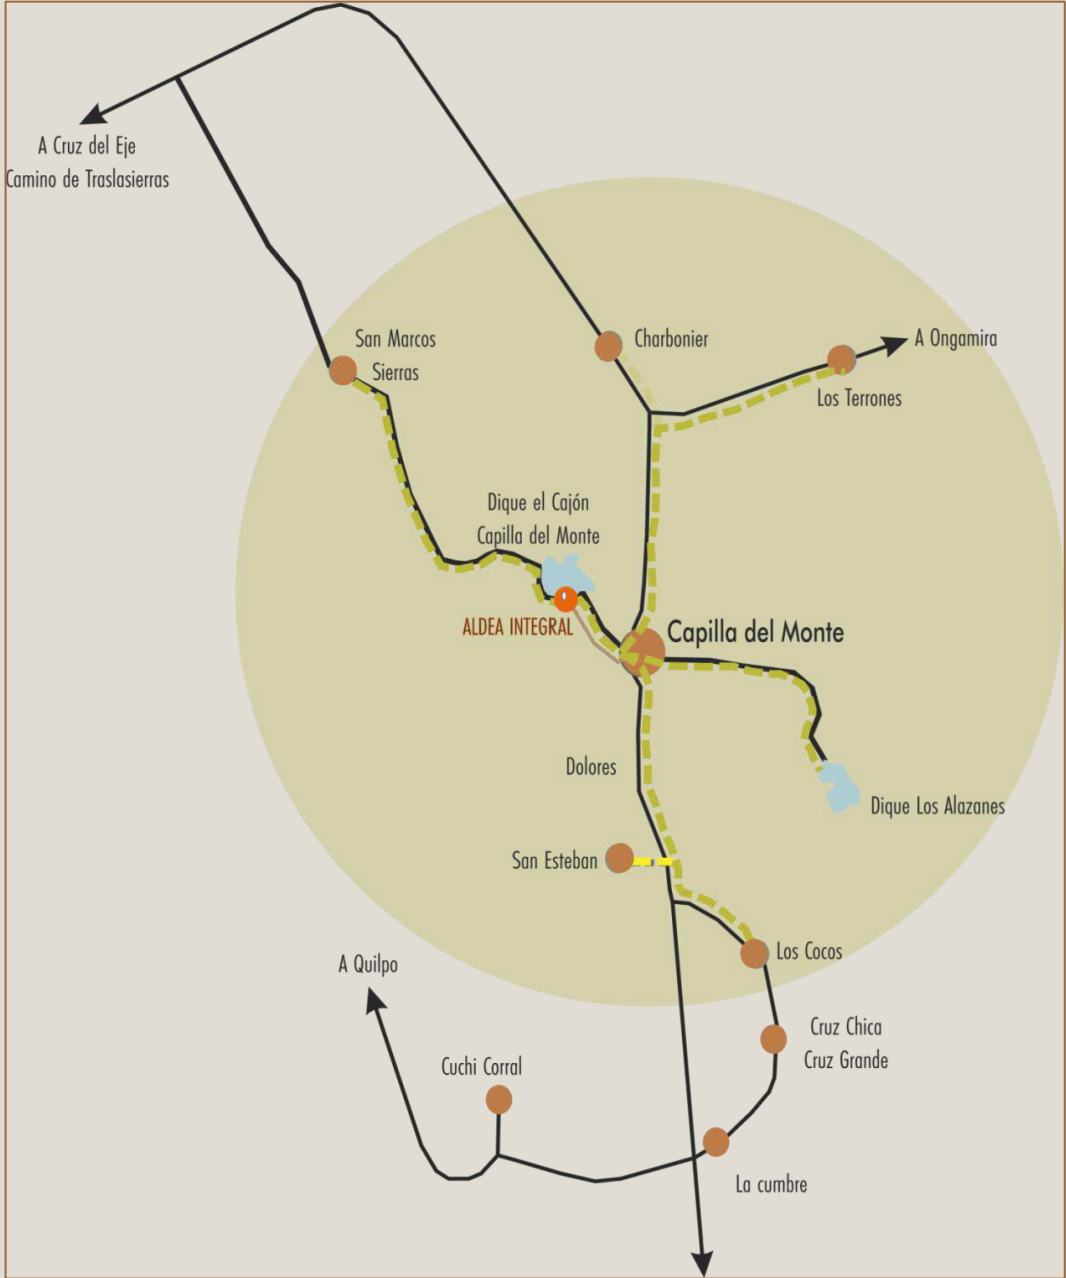 A Cruz del Eje
Camino de Traslasierras
San Marcos
Sierras
Charbonier
A Ongamira
Los Terrones
Dique el Cajón
Capilla del Monte
ALDEA INTEGRAL
Capilla del Monte
Dolores
Dique Los Alazanes
San Esteban
Los Cocos
A Quilpo
Cruz Chica
Cruz Grande
Cuchi Corral
La cumbre